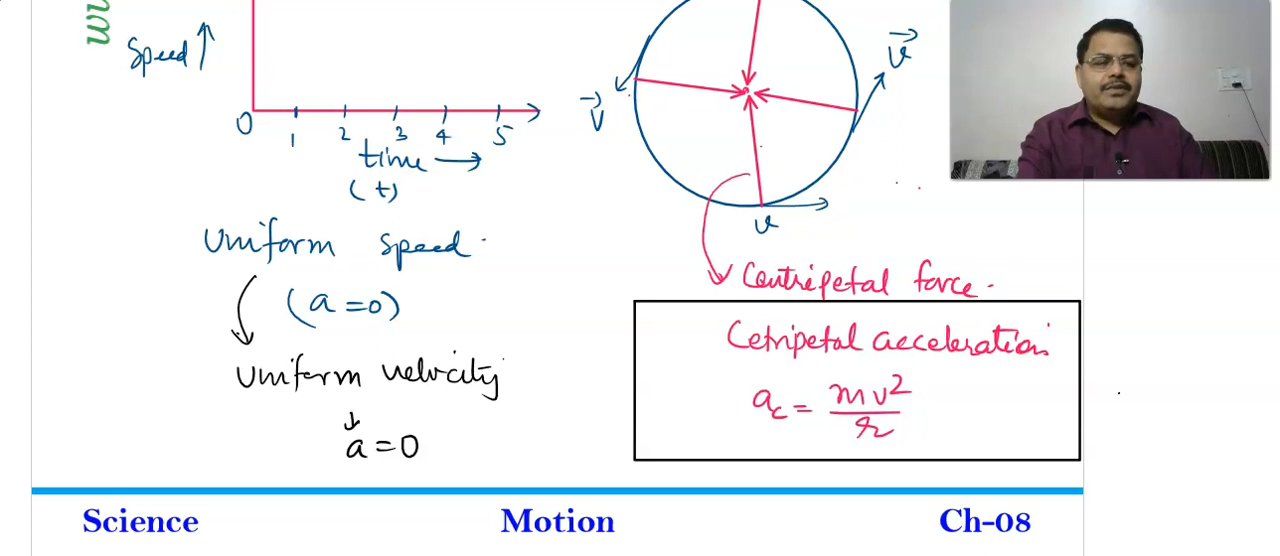 Speed ↑
0 1 2 3 4 5
time →
(t)
V⃗
v⃗
v
Uniform speed
(a=0)
Uniform velocity
a=0
Centripetal force.
Cetripetal acceleration
a_c = mv²/r
Science Motion Ch-08